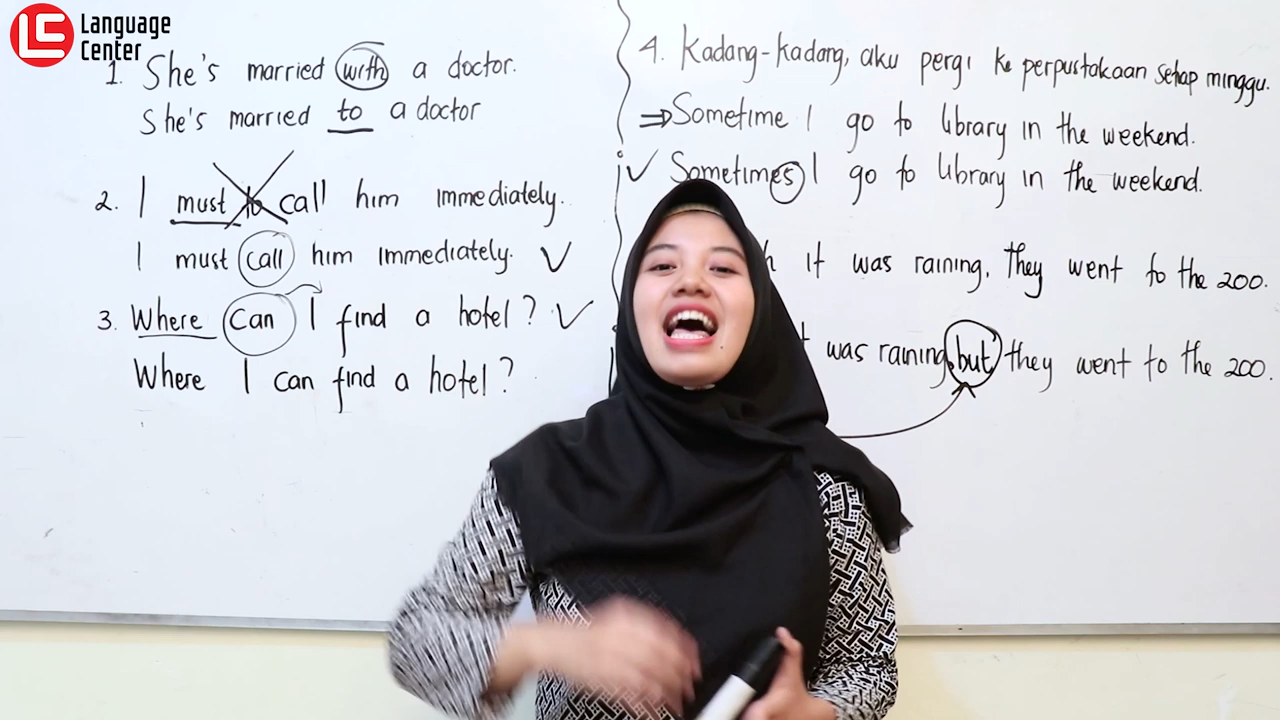 Language
Center
1. She's married with a doctor.
She's married to a doctor
2. I must to call him immediately.
I must call him immediately. ✓
3. Where can I find a hotel? ✓
Where I can find a hotel?
4. Kadang-kadang, aku pergi ke perpustakaan setiap minggu.
⇒ Sometime I go to library in the weekend.
✓ Sometimes I go to library in the weekend.
it was raining. They went to the zoo.
was raining, but they went to the zoo.